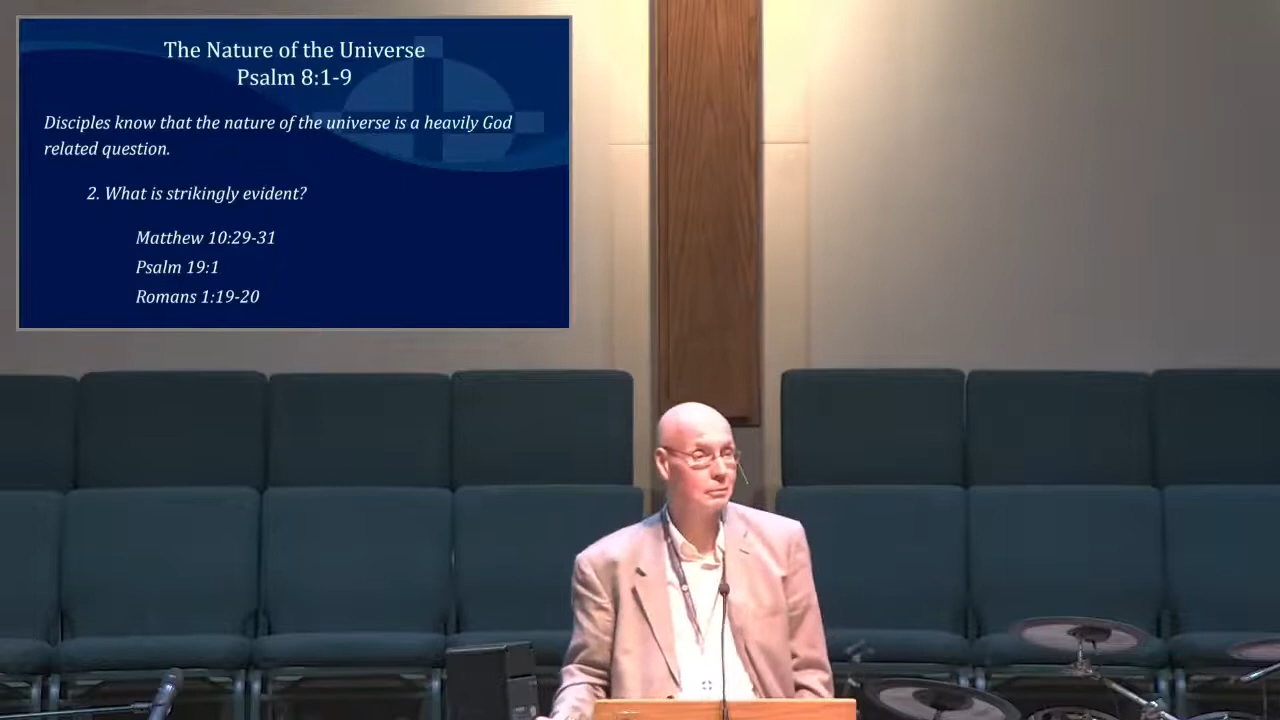 The Nature of the Universe
Psalm 8:1-9
Disciples know that the nature of the universe is a heavily God
related question.
2. What is strikingly evident?
Matthew 10:29-31
Psalm 19:1
Romans 1:19-20